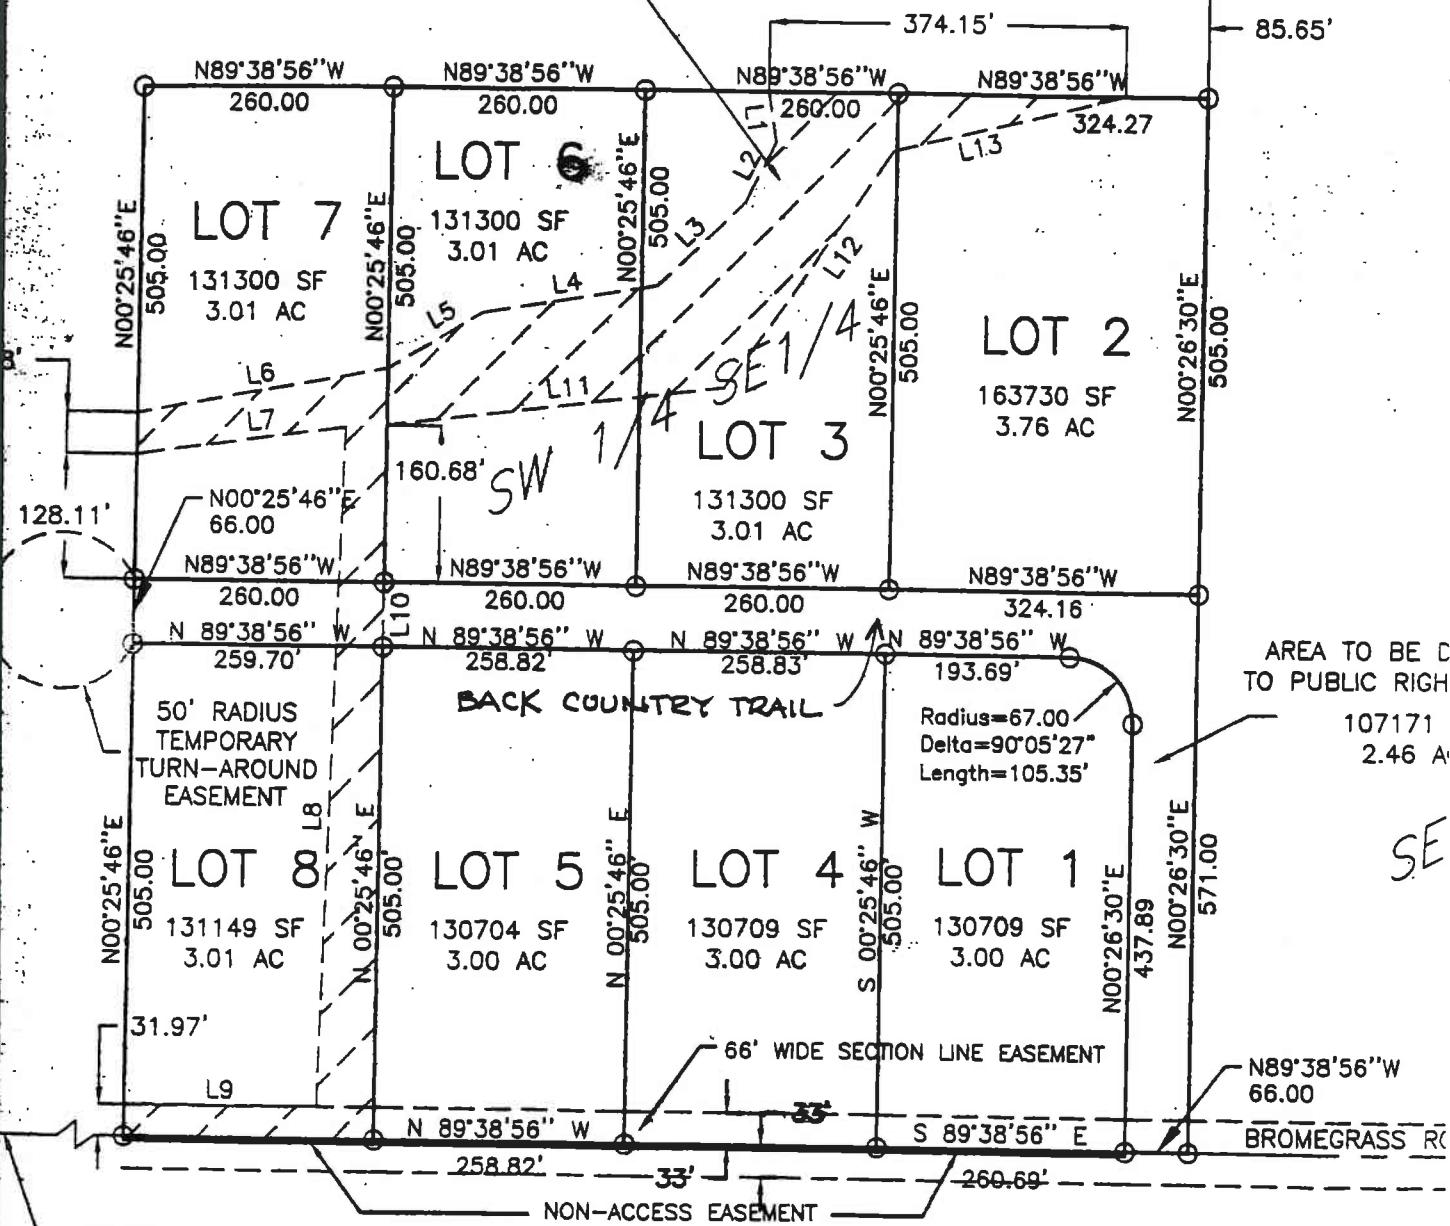 374.15'
85.65'
N89°38'56"W
260.00
N89°38'56"W
260.00
N89°38'56"W
260.00
N89°38'56"W
324.27
L1
L2
L3
L4
L5
L6
L7
L11
L12
L13
LOT 7
131300 SF
3.01 AC
LOT 6
131300 SF
3.01 AC
LOT 3
131300 SF
3.01 AC
LOT 2
163730 SF
3.76 AC
N00°25'46"E
505.00
N00°25'46"E
505.00
N00°25'46"E
505.00
N00°25'46"E
505.00
N00°26'30"E
505.00
SW 1/4 SE 1/4
8'
128.11'
160.68'
N00°25'46"E
66.00
N89°38'56"W
260.00
N89°38'56"W
260.00
N89°38'56"W
260.00
N89°38'56"W
324.16
L10
N 89°38'56" W
259.70'
N 89°38'56" W
258.82'
N 89°38'56" W
258.83'
N 89°38'56" W
193.69'
BACK COUNTRY TRAIL
Radius=67.00
Delta=90°05'27"
Length=105.35'
AREA TO BE D
TO PUBLIC RIGH
107171
2.46 A
SE
50' RADIUS
TEMPORARY
TURN-AROUND
EASEMENT
L8
LOT 8
131149 SF
3.01 AC
LOT 5
130704 SF
3.00 AC
LOT 4
130709 SF
3.00 AC
LOT 1
130709 SF
3.00 AC
N00°25'46"E
505.00
N 00°25'46" E
505.00'
N 00°25'46" E
505.00'
S 00°25'46" W
505.00'
N00°26'30"E
437.89
N00°26'30"E
571.00
31.97'
L9
66' WIDE SECTION LINE EASEMENT
33'
N89°38'56"W
66.00
N 89°38'56" W
258.82'
S 89°38'56" E
260.69'
BROMEGRASS RO
33'
NON-ACCESS EASEMENT